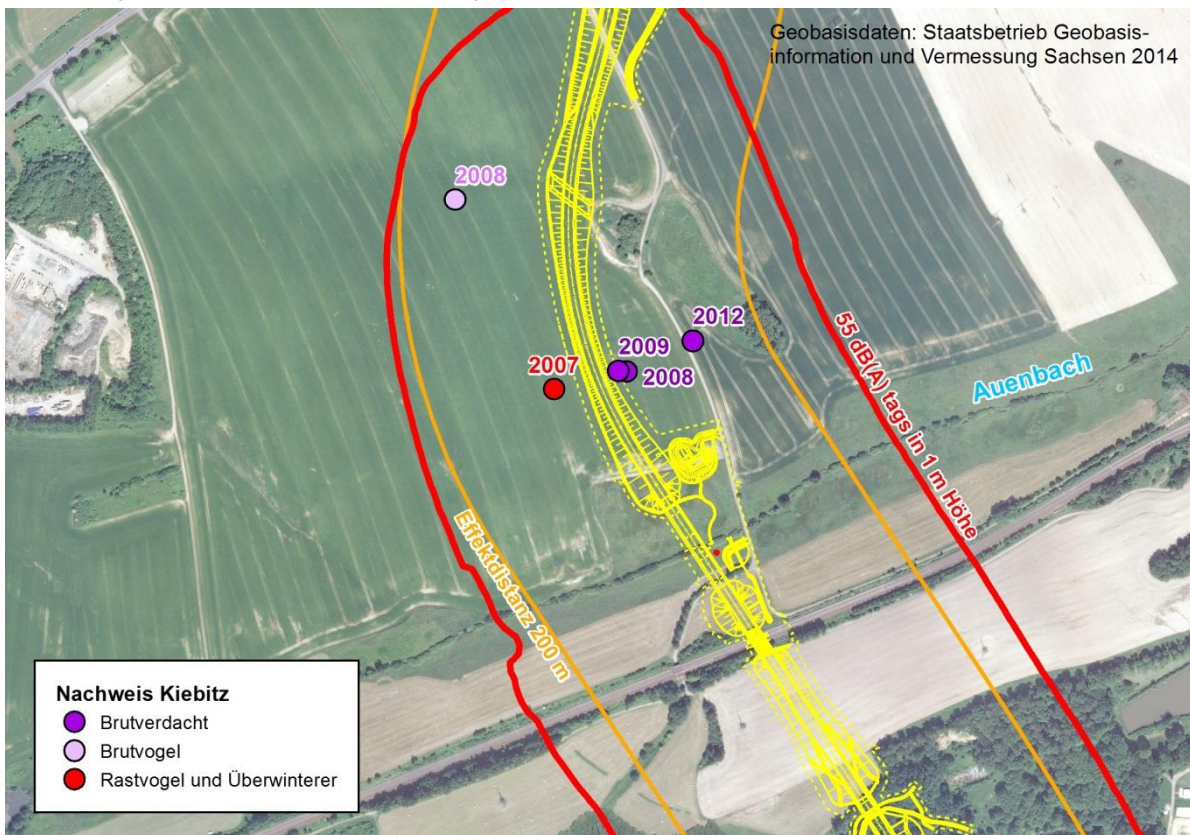 Geobasisdaten: Staatsbetrieb Geobasis-
information und Vermessung Sachsen 2014
2008
2012
2009
2007
2008
Auenbach
55 dB(A) tags in 1 m Höhe
Effektdistanz 200 m
Nachweis Kiebitz
Brutverdacht
Brutvogel
Rastvogel und Überwinterer